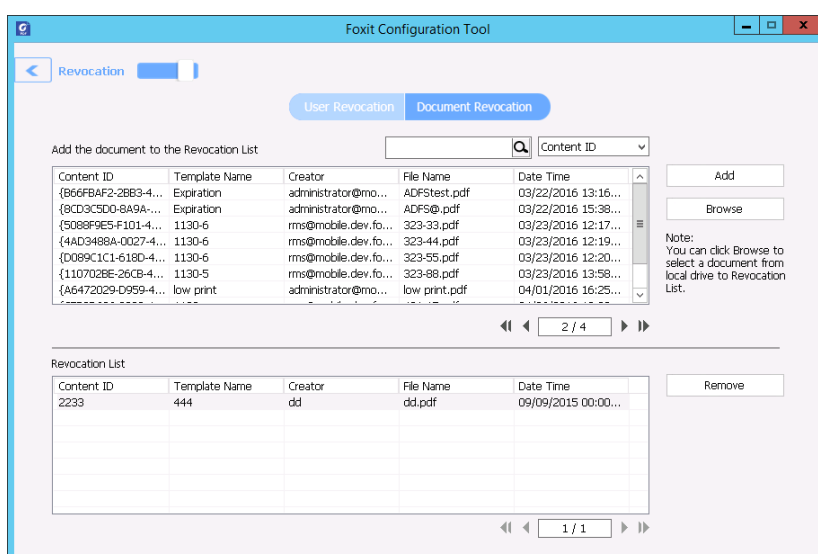 Foxit Configuration Tool
Revocation
User Revocation Document Revocation
Add the document to the Revocation List Content ID
Content ID Template Name Creator File Name Date Time
{B66FBAF2-2BB3-4... Expiration administrator@mo... ADFStest.pdf 03/22/2016 13:16...
{8CD3C5D0-8A9A-... Expiration administrator@mo... ADFS@.pdf 03/22/2016 15:38...
{5088F9E5-F101-4... 1130-6 rms@mobile.dev.fo... 323-33.pdf 03/23/2016 12:17...
{4AD3488A-0027-4... 1130-6 rms@mobile.dev.fo... 323-44.pdf 03/23/2016 12:19...
{D089C1C1-618D-4... 1130-6 rms@mobile.dev.fo... 323-55.pdf 03/23/2016 12:20...
{110702BE-26CB-4... 1130-5 rms@mobile.dev.fo... 323-88.pdf 03/23/2016 13:58...
{A6472029-D959-4... low print administrator@mo... low print.pdf 04/01/2016 16:25...
Add
Browse
Note:
You can click Browse to
select a document from
local drive to Revocation
List.
2 / 4
Revocation List
Content ID Template Name Creator File Name Date Time
2233 444 dd dd.pdf 09/09/2015 00:00...
Remove
1 / 1